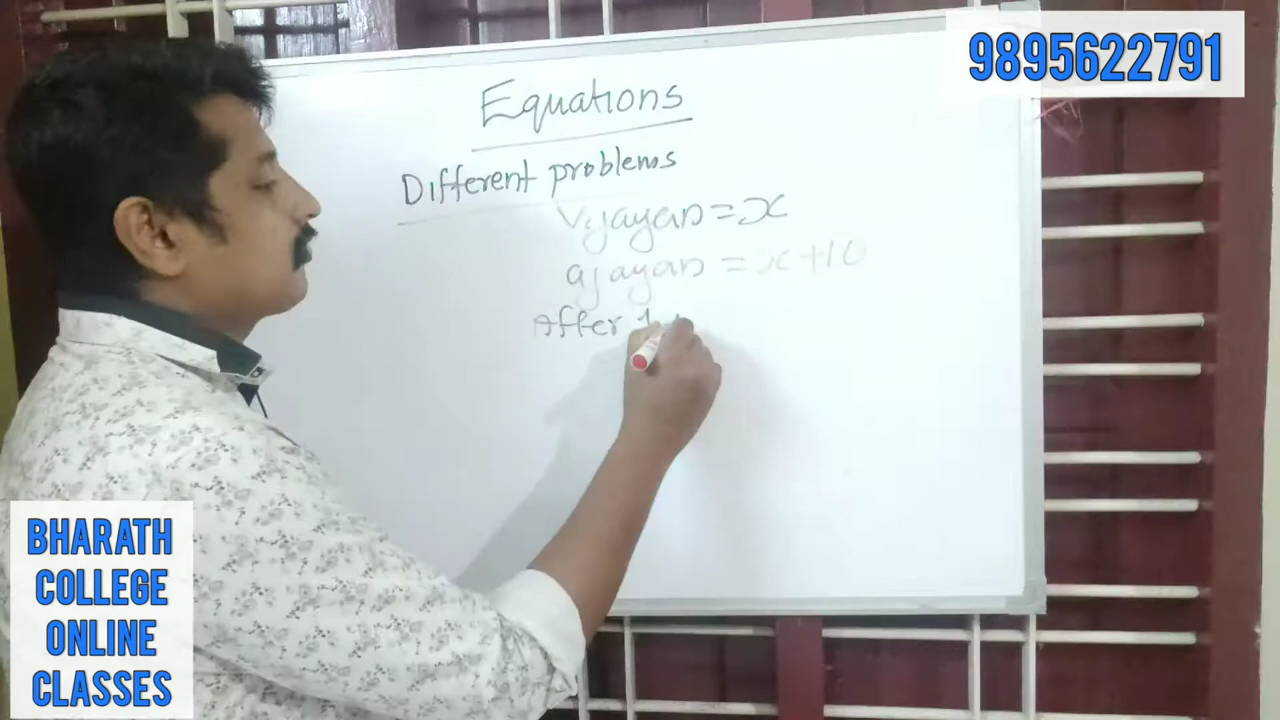 9895622791
Equations
Different problems
Vijayan = x
ajayan = x+10
After 1
BHARATH
COLLEGE
ONLINE
CLASSES